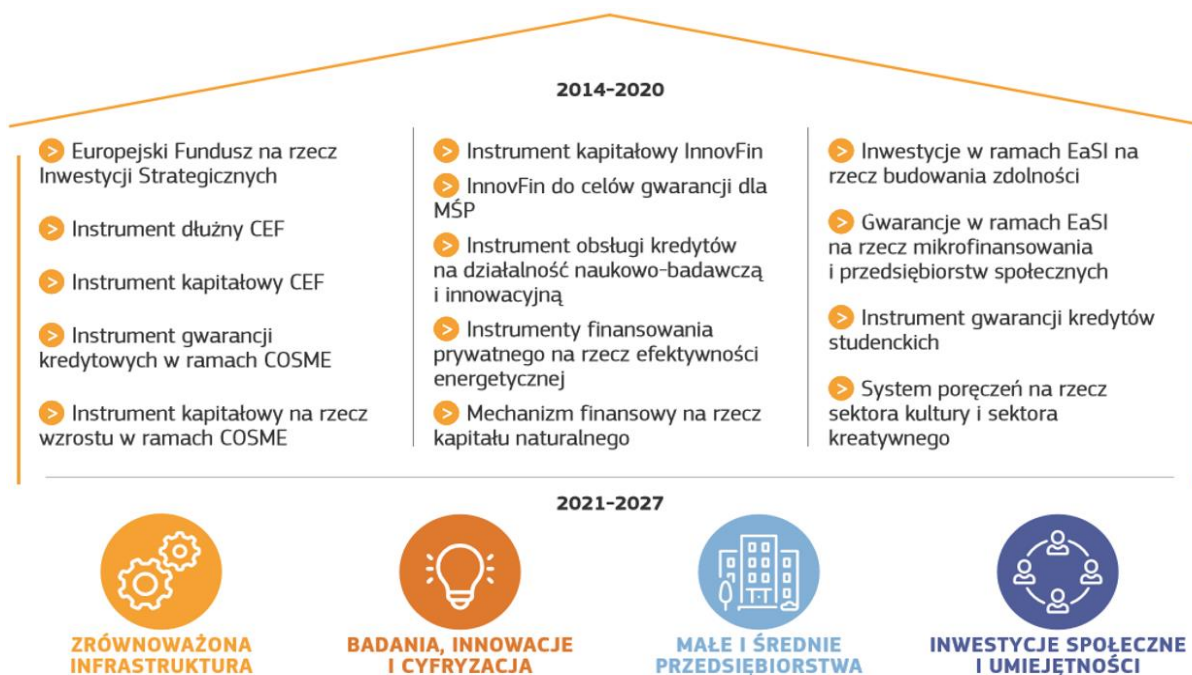 2014-2020
Europejski Fundusz na rzecz
Inwestycji Strategicznych
Instrument dłużny CEF
Instrument kapitałowy CEF
Instrument gwarancji
kredytowych w ramach COSME
Instrument kapitałowy na rzecz
wzrostu w ramach COSME
Instrument kapitałowy InnovFin
InnovFin do celów gwarancji dla
MŚP
Instrument obsługi kredytów
na działalność naukowo-badawczą
i innowacyjną
Instrumenty finansowania
prywatnego na rzecz efektywności
energetycznej
Mechanizm finansowy na rzecz
kapitału naturalnego
Inwestycje w ramach EaSI na
rzecz budowania zdolności
Gwarancje w ramach EaSI
na rzecz mikrofinansowania
i przedsiębiorstw społecznych
Instrument gwarancji kredytów
studenckich
System poręczeń na rzecz
sektora kultury i sektora
kreatywnego
2021-2027
ZRÓWNOWAŻONA
INFRASTRUKTURA
BADANIA, INNOWACJE
I CYFRYZACJA
MAŁE I ŚREDNIE
PRZEDSIĘBIORSTWA
INWESTYCJE SPOŁECZNE
I UMIEJĘTNOŚCI